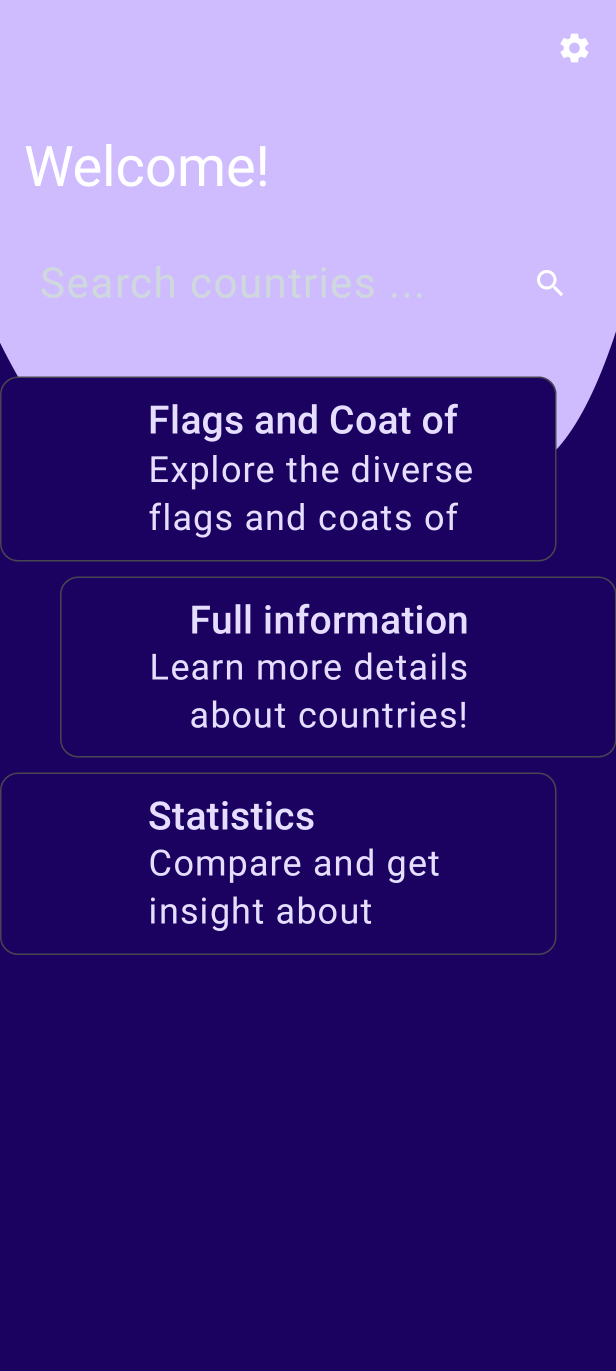 Welcome!
Search countries ...
Flags and Coat of
Explore the diverse
flags and coats of
Full information
Learn more details
about countries!
Statistics
Compare and get
insight about